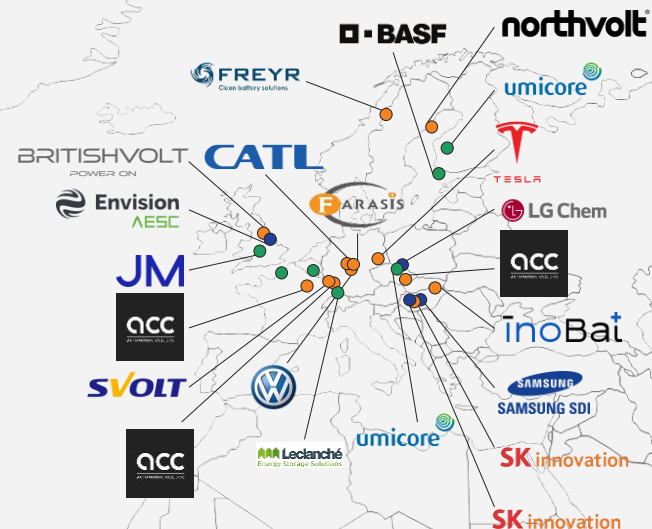 BASF
northvolt
FREYR
Clean battery solutions
umicore
TESLA
BRITISHVOLT
POWER ON
CATL
Envision
AESC
FARASIS
LG Chem
JM
acc
acc
SVOLT
VW
InoBat
SAMSUNG
SAMSUNG SDI
acc
Leclanché
Energy Storage Solutions
umicore
SK innovation
SK innovation